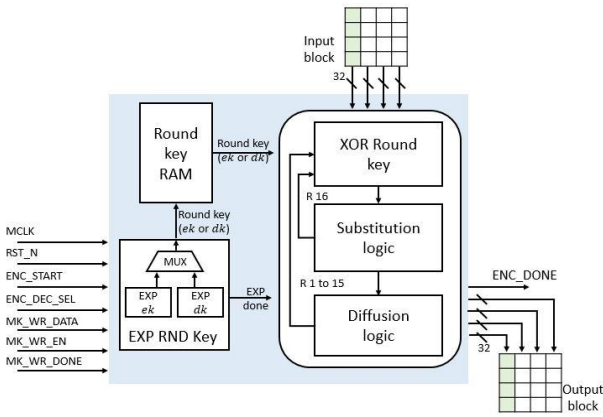 Input
block
32
Round
key
RAM
Round key
(ek or dk)
XOR Round
key
R 16
Round key
(ek or dk)
Substitution
logic
MCLK
RST_N
ENC_START
ENC_DEC_SEL
MK_WR_DATA
MK_WR_EN
MK_WR_DONE
MUX
EXP
ek
EXP
dk
EXP RND Key
EXP
done
R 1 to 15
Diffusion
logic
ENC_DONE
32
Output
block